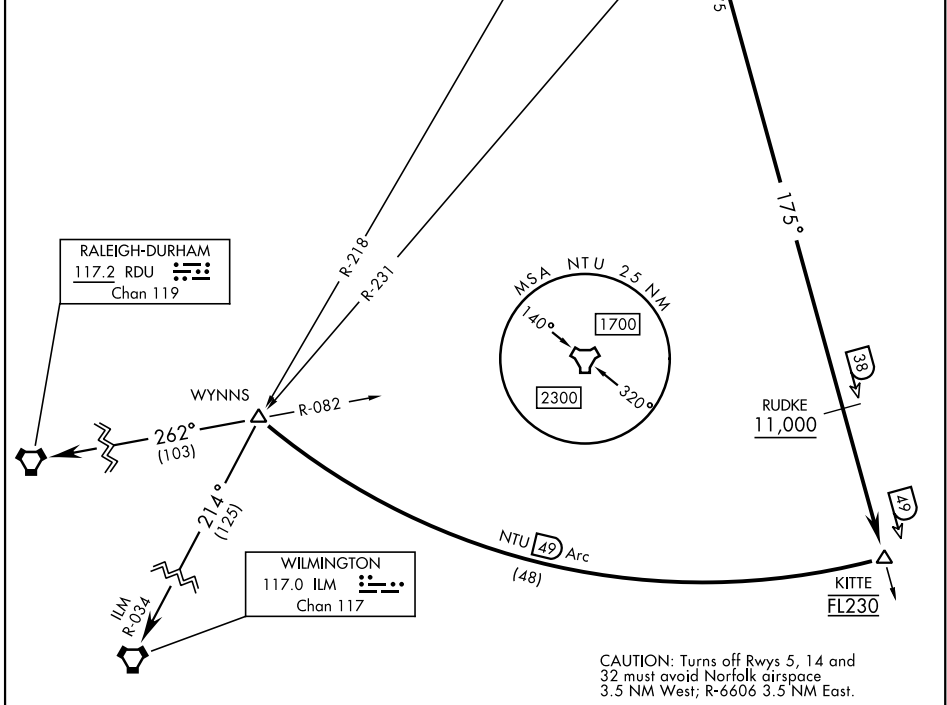 5
175°
R-218
R-231
RALEIGH-DURHAM
117.2 RDU
Chan 119
MSA NTU 25 NM
140°
1700
2300
320°
38
RUDKE
11,000
WYNNS
R-082
262°
(103)
214°
(125)
49
NTU 49 Arc
(48)
KITTE
FL230
WILMINGTON
117.0 ILM
Chan 117
ILM
R-034
CAUTION: Turns off Rwys 5, 14 and
32 must avoid Norfolk airspace
3.5 NM West; R-6606 3.5 NM East.